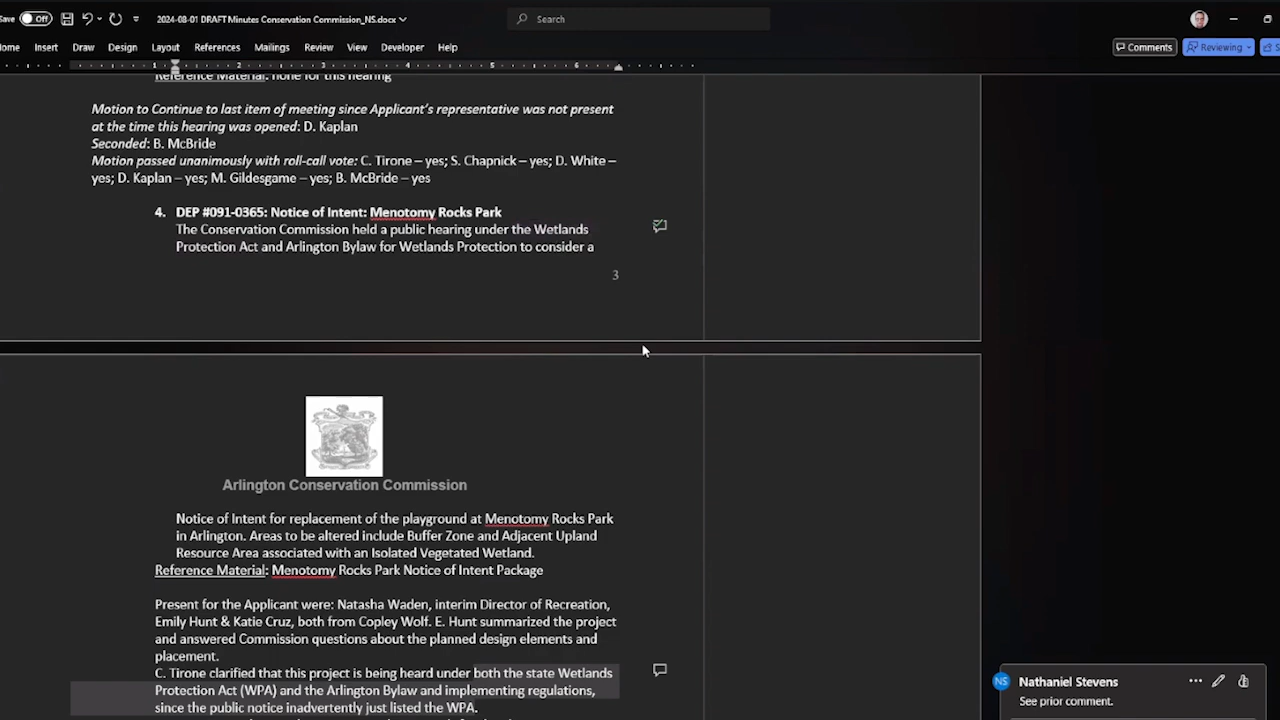 Save Off 2024-08-01 DRAFT Minutes Conservation Commission_NS.docx Search
Insert Draw Design Layout References Mailings Review View Developer Help Comments Reviewing
1 2 3 4 5 6
Reference Material: none for this hearing
Motion to Continue to last item of meeting since Applicant's representative was not present
at the time this hearing was opened: D. Kaplan
Seconded: B. McBride
Motion passed unanimously with roll-call vote: C. Tirone – yes; S. Chapnick – yes; D. White –
yes; D. Kaplan – yes; M. Gildesgame – yes; B. McBride – yes
4. DEP #091-0365: Notice of Intent: Menotomy Rocks Park
The Conservation Commission held a public hearing under the Wetlands
Protection Act and Arlington Bylaw for Wetlands Protection to consider a
3
Arlington Conservation Commission
Notice of Intent for replacement of the playground at Menotomy Rocks Park
in Arlington. Areas to be altered include Buffer Zone and Adjacent Upland
Resource Area associated with an Isolated Vegetated Wetland.
Reference Material: Menotomy Rocks Park Notice of Intent Package
Present for the Applicant were: Natasha Waden, interim Director of Recreation,
Emily Hunt & Katie Cruz, both from Copley Wolf. E. Hunt summarized the project
and answered Commission questions about the planned design elements and
placement.
C. Tirone clarified that this project is being heard under both the state Wetlands
Protection Act (WPA) and the Arlington Bylaw and implementing regulations,
since the public notice inadvertently just listed the WPA.
NS Nathaniel Stevens
See prior comment.